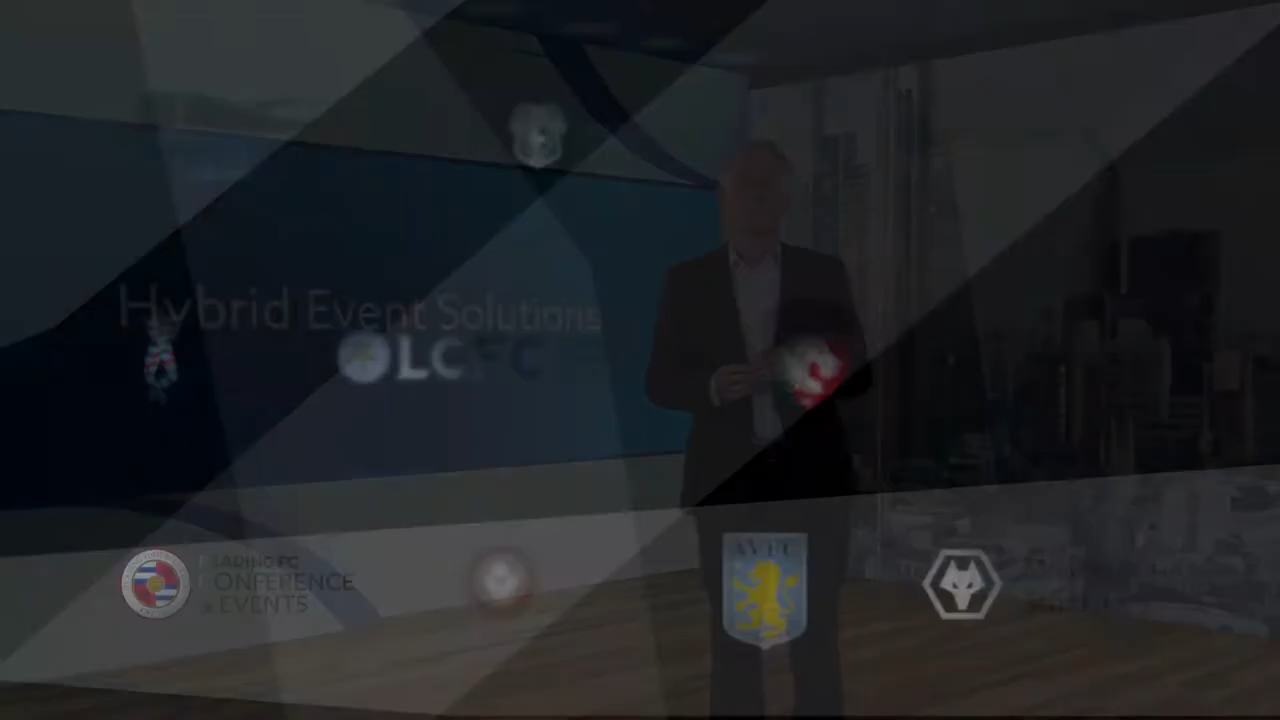 Hybrid Event Solutions
LCFC
READING FC
CONFERENCE
& EVENTS
AVFC